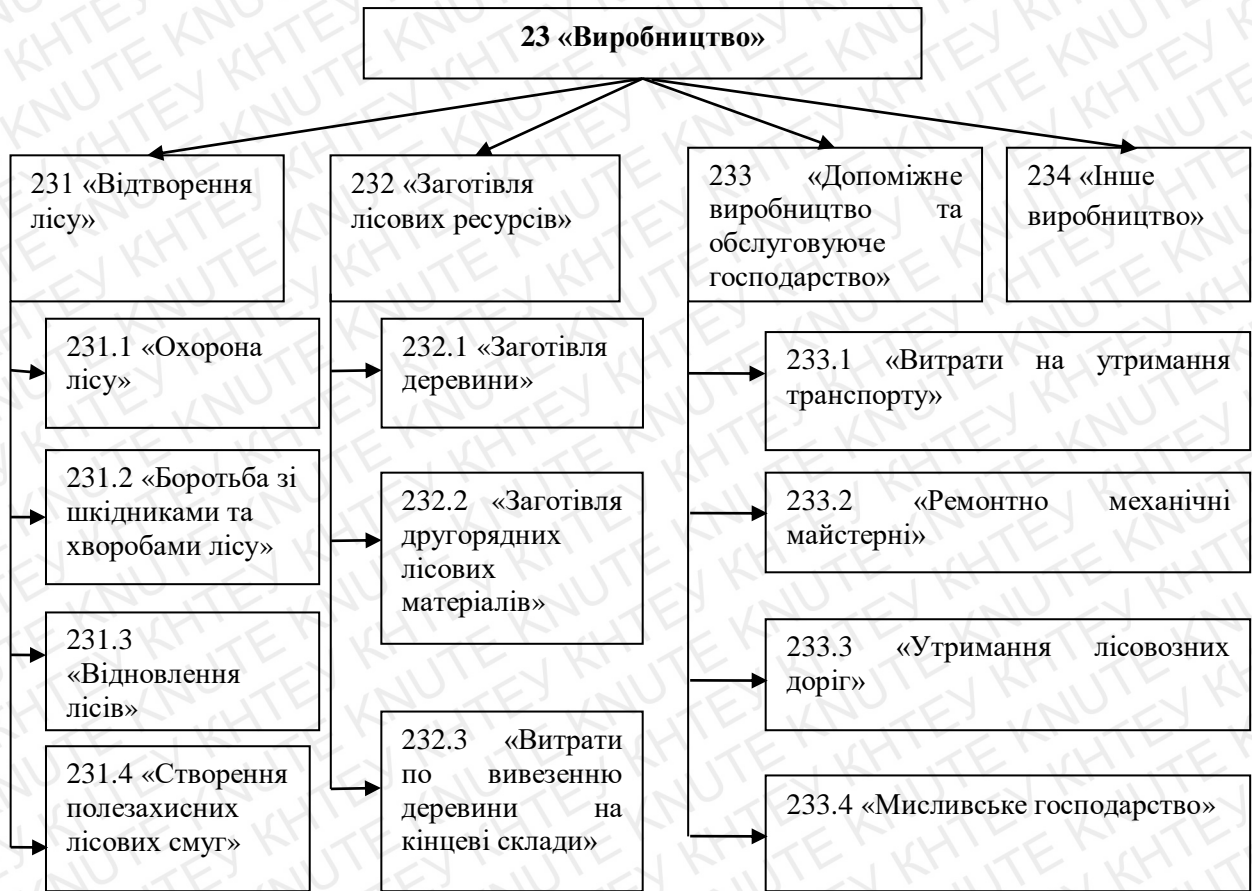 23 «Виробництво»
231 «Відтворення
лісу»
232 «Заготівля
лісових ресурсів»
233 «Допоміжне
виробництво та
обслуговуюче
господарство»
234 «Інше
виробництво»
231.1 «Охорона
лісу»
231.2 «Боротьба зі
шкідниками та
хворобами лісу»
231.3
«Відновлення
лісів»
231.4 «Створення
полезахисних
лісових смуг»
232.1 «Заготівля
деревини»
232.2 «Заготівля
другорядних
лісових
матеріалів»
232.3 «Витрати
по вивезенню
деревини на
кінцеві склади»
233.1 «Витрати на утримання
транспорту»
233.2 «Ремонтно механічні
майстерні»
233.3 «Утримання лісовозних
доріг»
233.4 «Мисливське господарство»